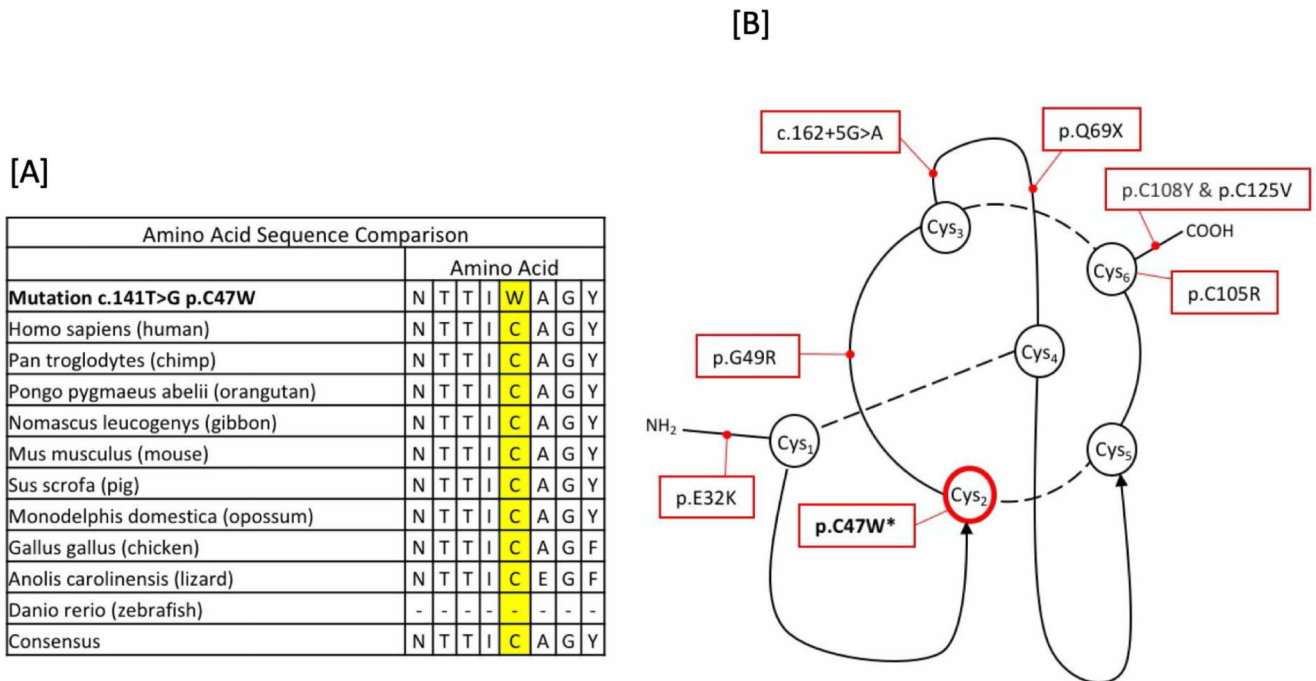 [A]
Amino Acid Sequence Comparison
Amino Acid
Mutation c.141T>G p.C47W N T T I W A G Y
Homo sapiens (human) N T T I C A G Y
Pan troglodytes (chimp) N T T I C A G Y
Pongo pygmaeus abelii (orangutan) N T T I C A G Y
Nomascus leucogenys (gibbon) N T T I C A G Y
Mus musculus (mouse) N T T I C A G Y
Sus scrofa (pig) N T T I C A G Y
Monodelphis domestica (opossum) N T T I C A G Y
Gallus gallus (chicken) N T T I C A G F
Anolis carolinensis (lizard) N T T I C E G F
Danio rerio (zebrafish) - - - - - - - -
Consensus N T T I C A G Y
[B]
c.162+5G>A
p.Q69X
p.C108Y & p.C125V
Cys₃
COOH
Cys₆
p.C105R
p.G49R
Cys₄
NH₂
Cys₁
Cys₅
p.E32K
Cys₂
p.C47W*